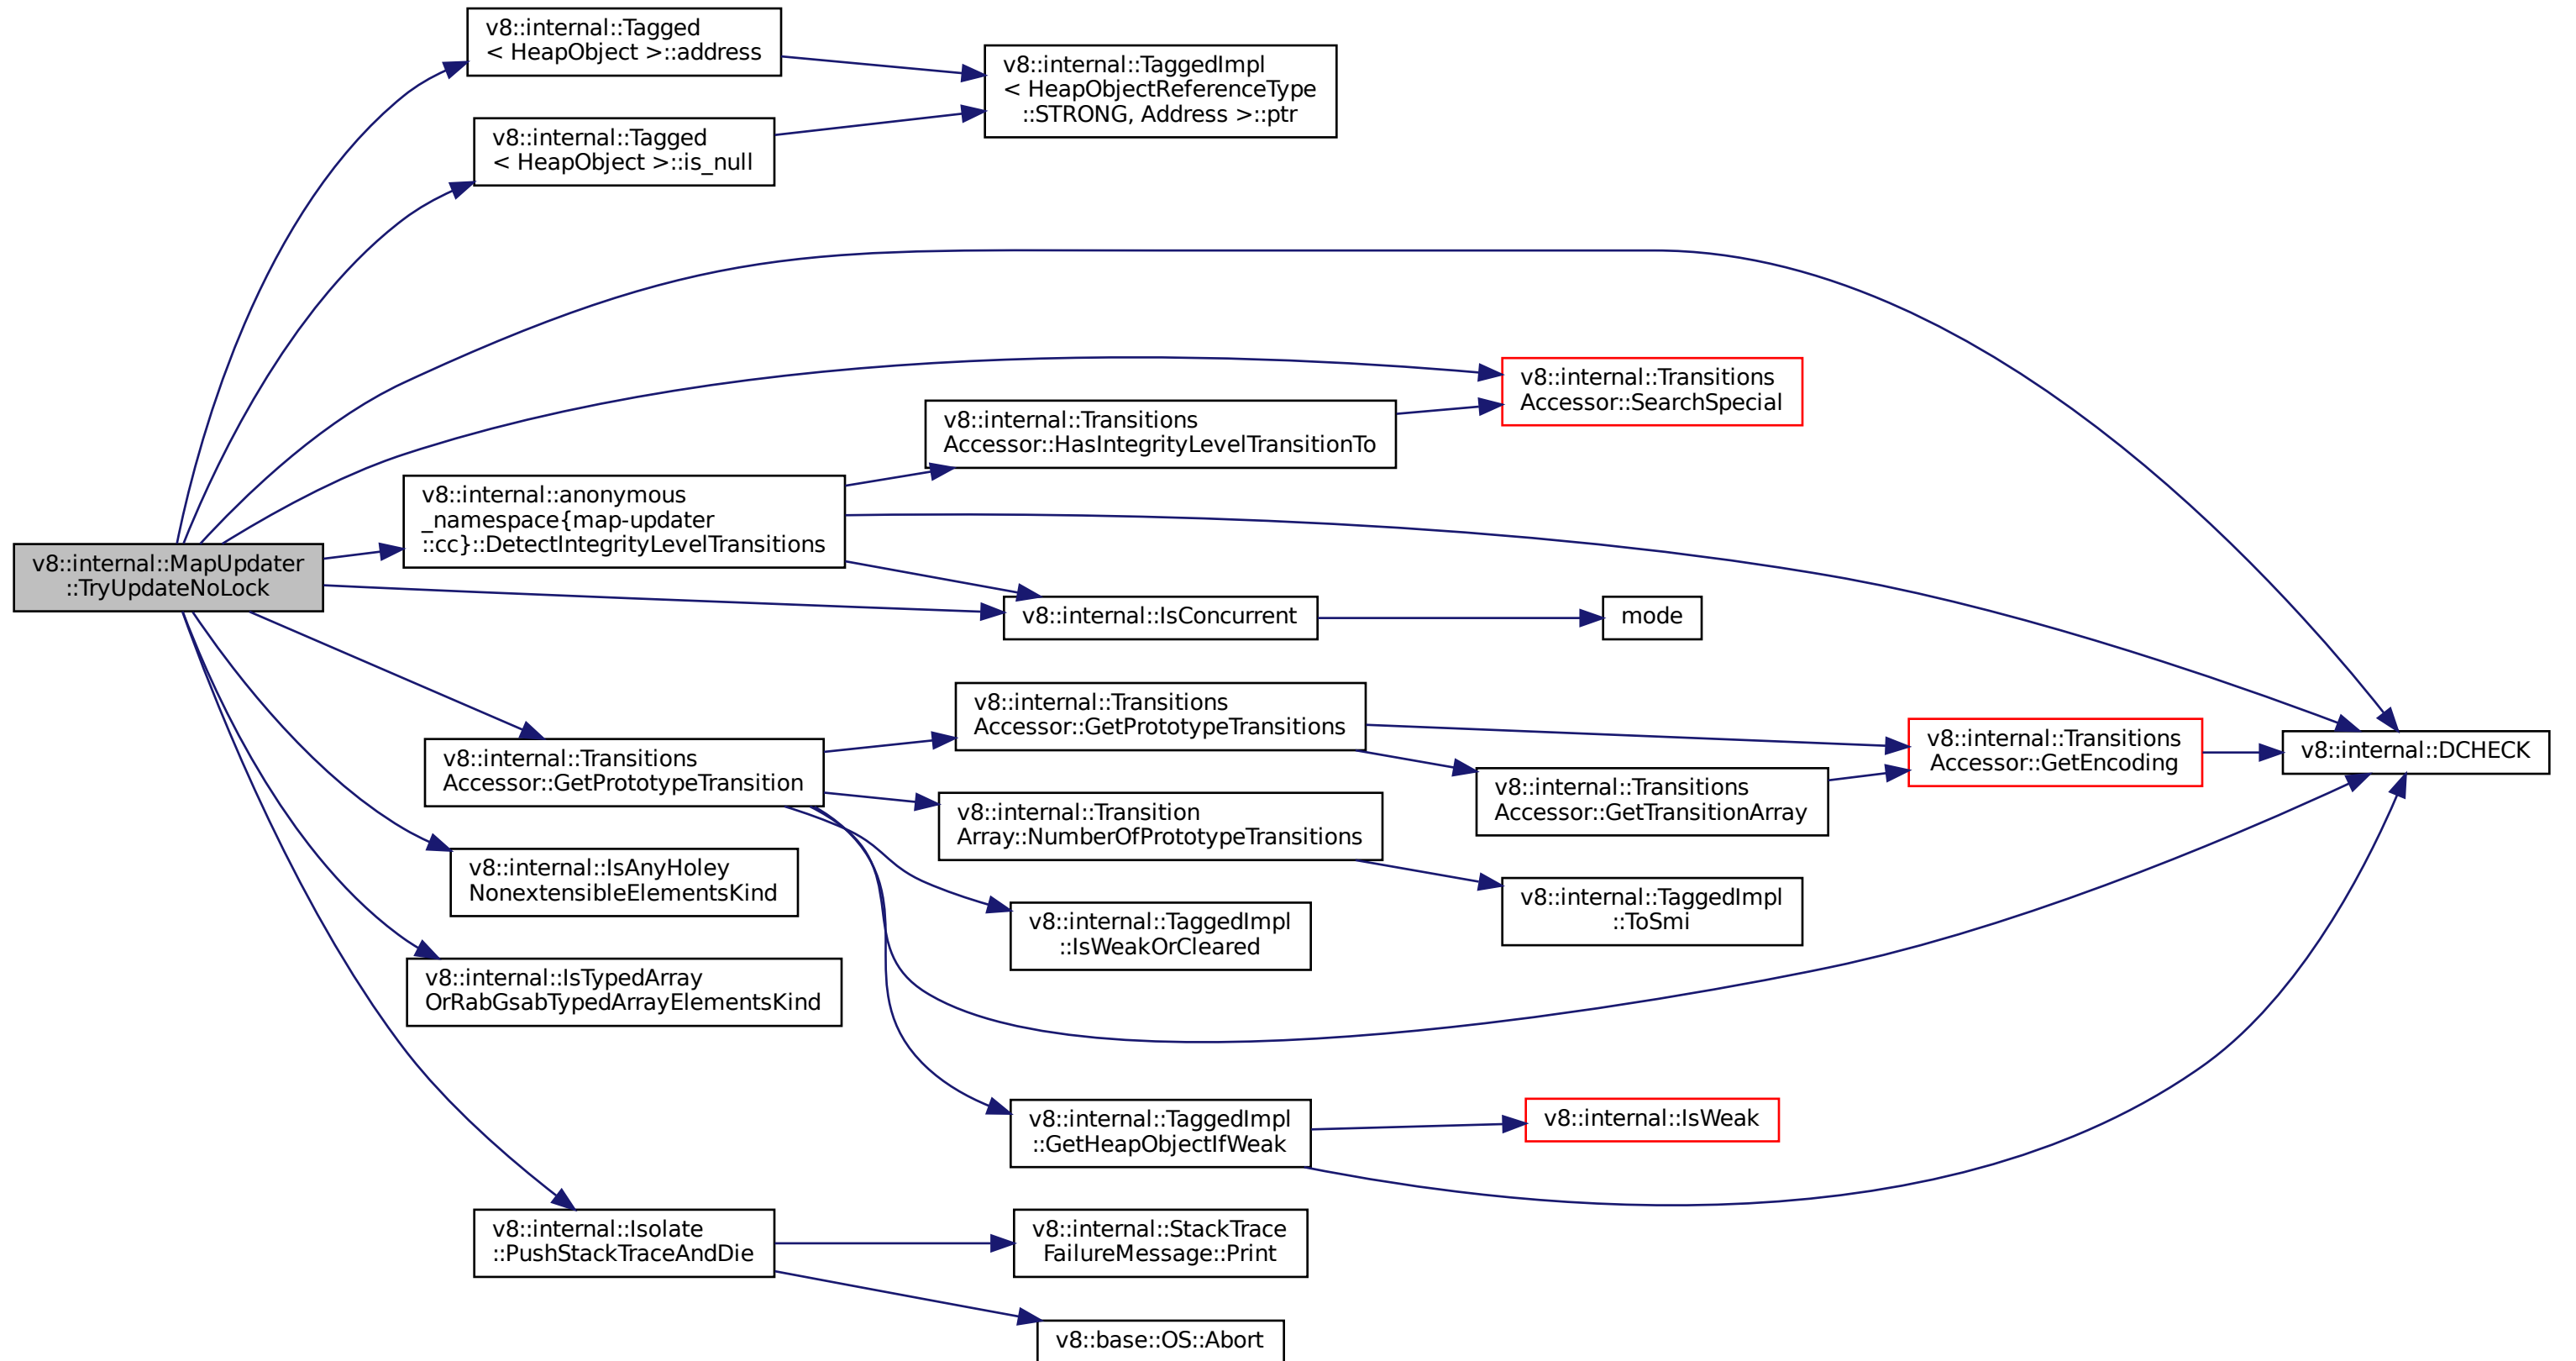 v8::internal::Tagged
< HeapObject >::address
v8::internal::TaggedImpl
< HeapObjectReferenceType
::STRONG, Address >::ptr
v8::internal::Tagged
< HeapObject >::is_null
v8::internal::Transitions
Accessor::SearchSpecial
v8::internal::Transitions
Accessor::HasIntegrityLevelTransitionTo
v8::internal::anonymous
_namespace{map-updater
::cc}::DetectIntegrityLevelTransitions
v8::internal::MapUpdater
::TryUpdateNoLock
v8::internal::IsConcurrent
mode
v8::internal::Transitions
Accessor::GetPrototypeTransitions
v8::internal::Transitions
Accessor::GetEncoding
v8::internal::DCHECK
v8::internal::Transitions
Accessor::GetPrototypeTransition
v8::internal::Transitions
Accessor::GetTransitionArray
v8::internal::Transition
Array::NumberOfPrototypeTransitions
v8::internal::IsAnyHoley
NonextensibleElementsKind
v8::internal::TaggedImpl
::ToSmi
v8::internal::TaggedImpl
::IsWeakOrCleared
v8::internal::IsTypedArray
OrRabGsabTypedArrayElementsKind
v8::internal::TaggedImpl
::GetHeapObjectIfWeak
v8::internal::IsWeak
v8::internal::Isolate
::PushStackTraceAndDie
v8::internal::StackTrace
FailureMessage::Print
v8::base::OS::Abort